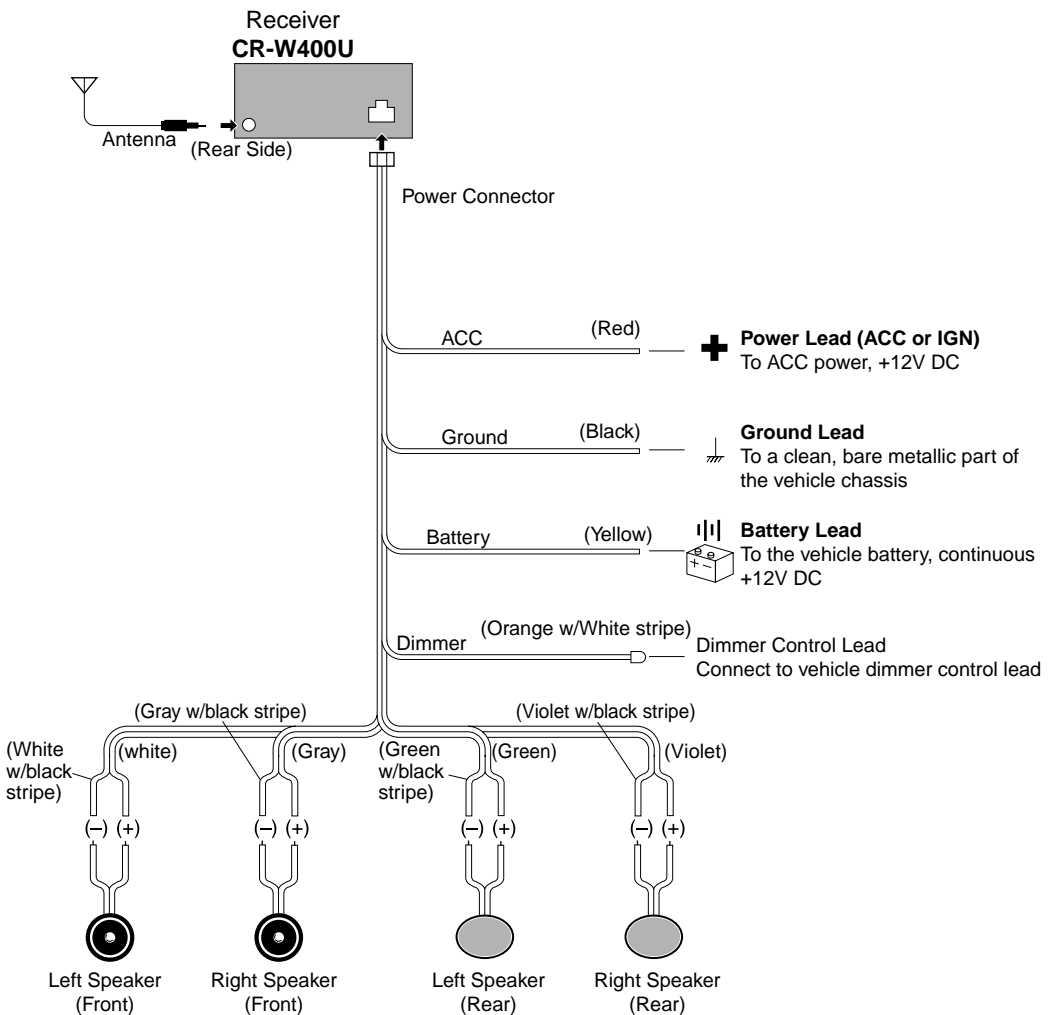 Receiver
CR-W400U
Antenna
(Rear Side)
Power Connector
ACC
(Red)
Power Lead (ACC or IGN)
To ACC power, +12V DC
Ground
(Black)
Ground Lead
To a clean, bare metallic part of
the vehicle chassis
Battery
(Yellow)
Battery Lead
To the vehicle battery, continuous
+12V DC
Dimmer
(Orange w/White stripe)
Dimmer Control Lead
Connect to vehicle dimmer control lead
(Gray w/black stripe)
(Violet w/black stripe)
(White
w/black
stripe)
(white)
(Gray)
(Green
w/black
stripe)
(Green)
(Violet)
(–) (+)
(–) (+)
(–) (+)
(–) (+)
Left Speaker
(Front)
Right Speaker
(Front)
Left Speaker
(Rear)
Right Speaker
(Rear)